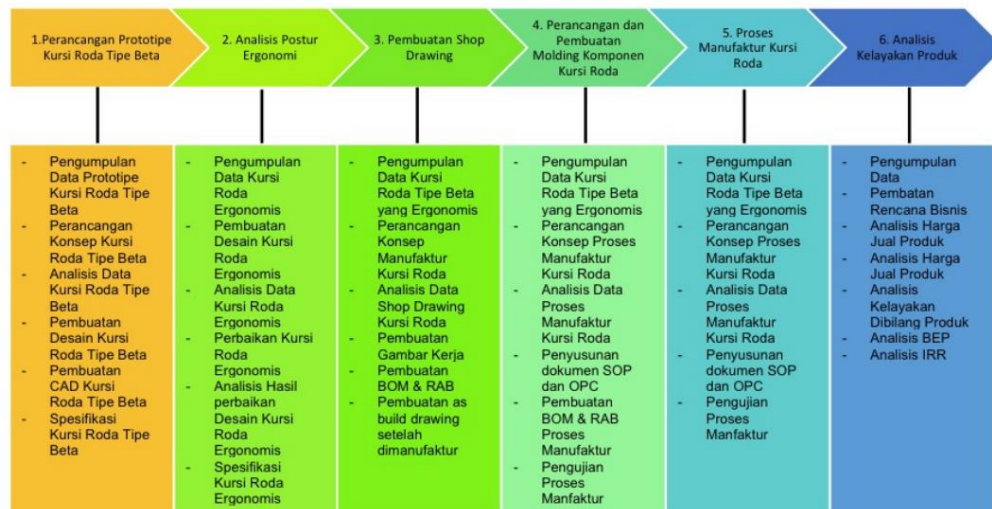 1.Perancangan Prototipe
Kursi Roda Tipe Beta
2. Analisis Postur
Ergonomi
3. Pembuatan Shop
Drawing
4. Perancangan dan
Pembuatan
Molding Komponen
Kursi Roda
5. Proses
Manufaktur Kursi
Roda
6. Analisis
Kelayakan Produk
- Pengumpulan
Data Prototipe
Kursi Roda Tipe
Beta
- Perancangan
Konsep Kursi
Roda Tipe Beta
- Analisis Data
Kursi Roda Tipe
Beta
- Pembuatan
Desain Kursi
Roda Tipe Beta
- Pembuatan
CAD Kursi
Roda Tipe Beta
- Spesifikasi
Kursi Roda Tipe
Beta
- Pengumpulan
Data Kursi
Roda
Ergonomis
- Pembuatan
Desain Kursi
Roda
Ergonomis
- Analisis Data
Kursi Roda
Ergonomis
- Perbaikan Kursi
Roda
Ergonomis
- Analisis Hasil
perbaikan
Desain Kursi
Roda
Ergonomis
- Spesifikasi
Kursi Roda
Ergonomis
- Pengumpulan
Data Kursi
Roda Tipe Beta
yang Ergonomis
- Perancangan
Konsep
Manufaktur
Kursi Roda
- Analisis Data
Shop Drawing
Kursi Roda
- Pembuatan
Gambar Kerja
- Pembuatan
BOM & RAB
- Pembuatan as
build drawing
setelah
dimanufaktur
- Pengumpulan
Data Kursi
Roda Tipe Beta
yang Ergonomis
- Perancangan
Konsep Proses
Manufaktur
Kursi Roda
- Analisis Data
Proses
Manufaktur
Kursi Roda
- Penyusunan
dokumen SOP
dan OPC
- Pembuatan
BOM & RAB
Proses
Manufaktur
- Pengujian
Proses
Manfaktur
- Pengumpulan
Data Kursi
Roda Tipe Beta
yang Ergonomis
- Perancangan
Konsep Proses
Manufaktur
Kursi Roda
- Analisis Data
Proses
Manufaktur
Kursi Roda
- Penyusunan
dokumen SOP
dan OPC
- Pengujian
Proses
Manfaktur
- Pengumpulan
Data
- Pembatan
Rencana Bisnis
- Analisis Harga
Jual Produk
- Analisis Harga
Jual Produk
- Analisis
Kelayakan
Dibilang Produk
- Analisis BEP
- Analisis IRR